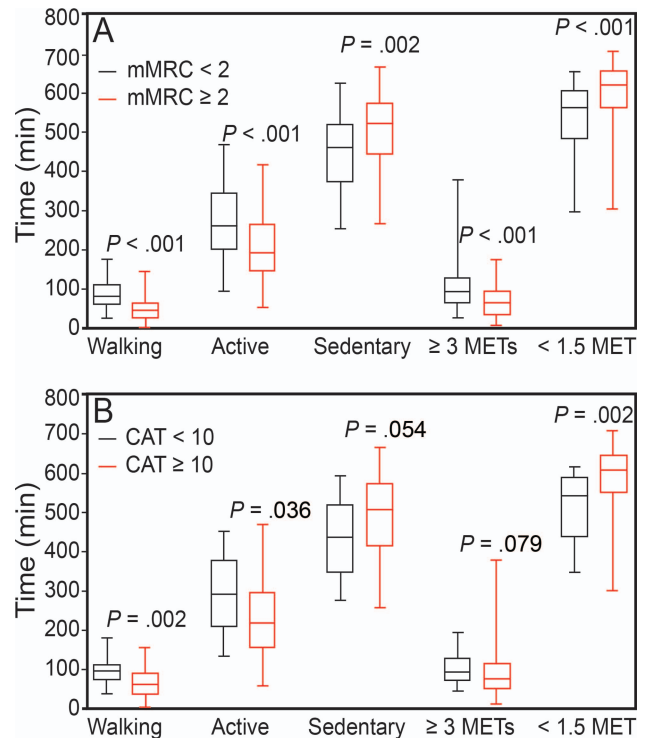 A
800
700
600
500
400
300
200
100
0
Time (min)
mMRC < 2
mMRC ≥ 2
P < .001
P < .001
P = .002
P < .001
P < .001
Walking Active Sedentary ≥ 3 METs < 1.5 MET
B
800
700
600
500
400
300
200
100
0
Time (min)
CAT < 10
CAT ≥ 10
P = .002
P = .036
P = .054
P = .079
P = .002
Walking Active Sedentary ≥ 3 METs < 1.5 MET